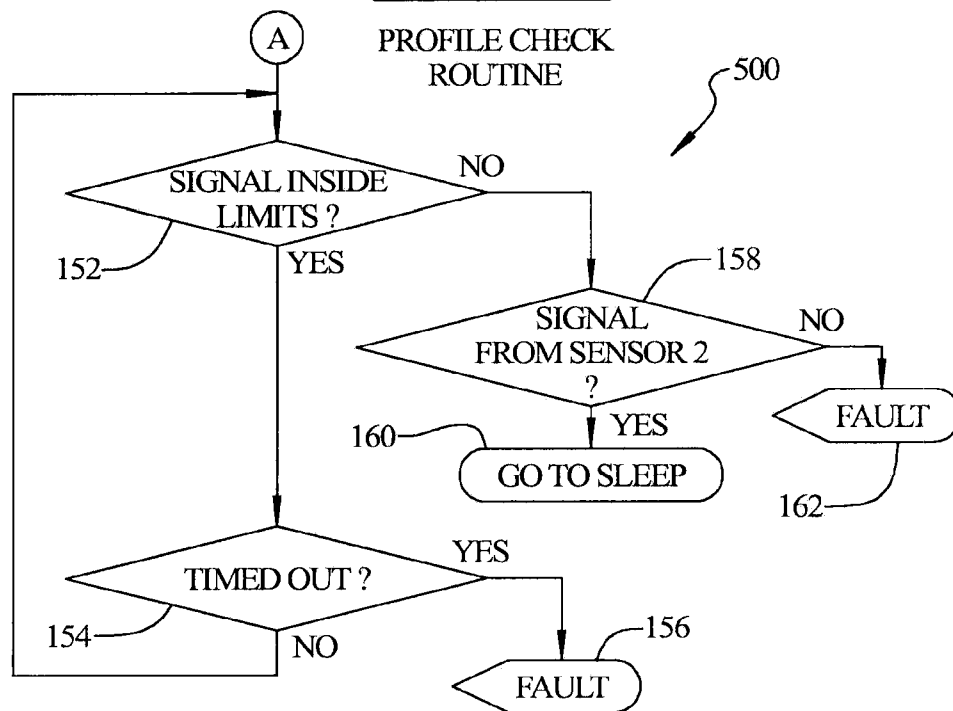 A
PROFILE CHECK
ROUTINE
500
SIGNAL INSIDE
LIMITS ?
NO
152
YES
158
SIGNAL
FROM SENSOR 2
?
NO
FAULT
160
YES
GO TO SLEEP
162
TIMED OUT ?
YES
154
NO
156
FAULT